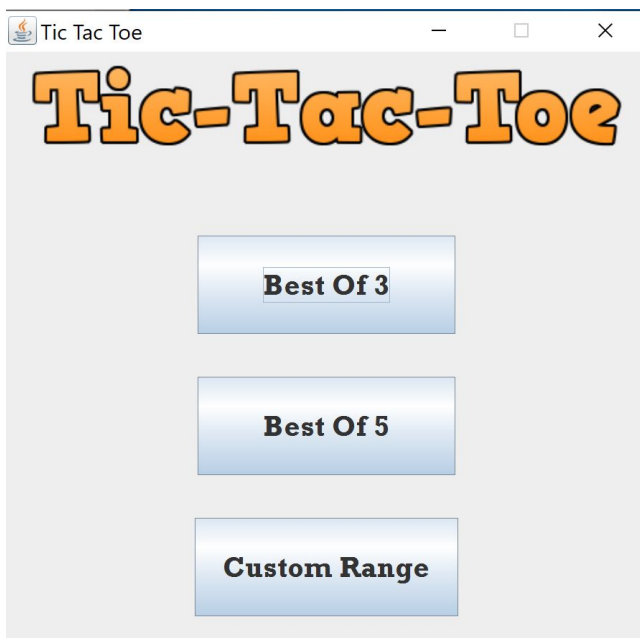 Tic Tac Toe
Tic-Tac-Toe
Best Of 3
Best Of 5
Custom Range